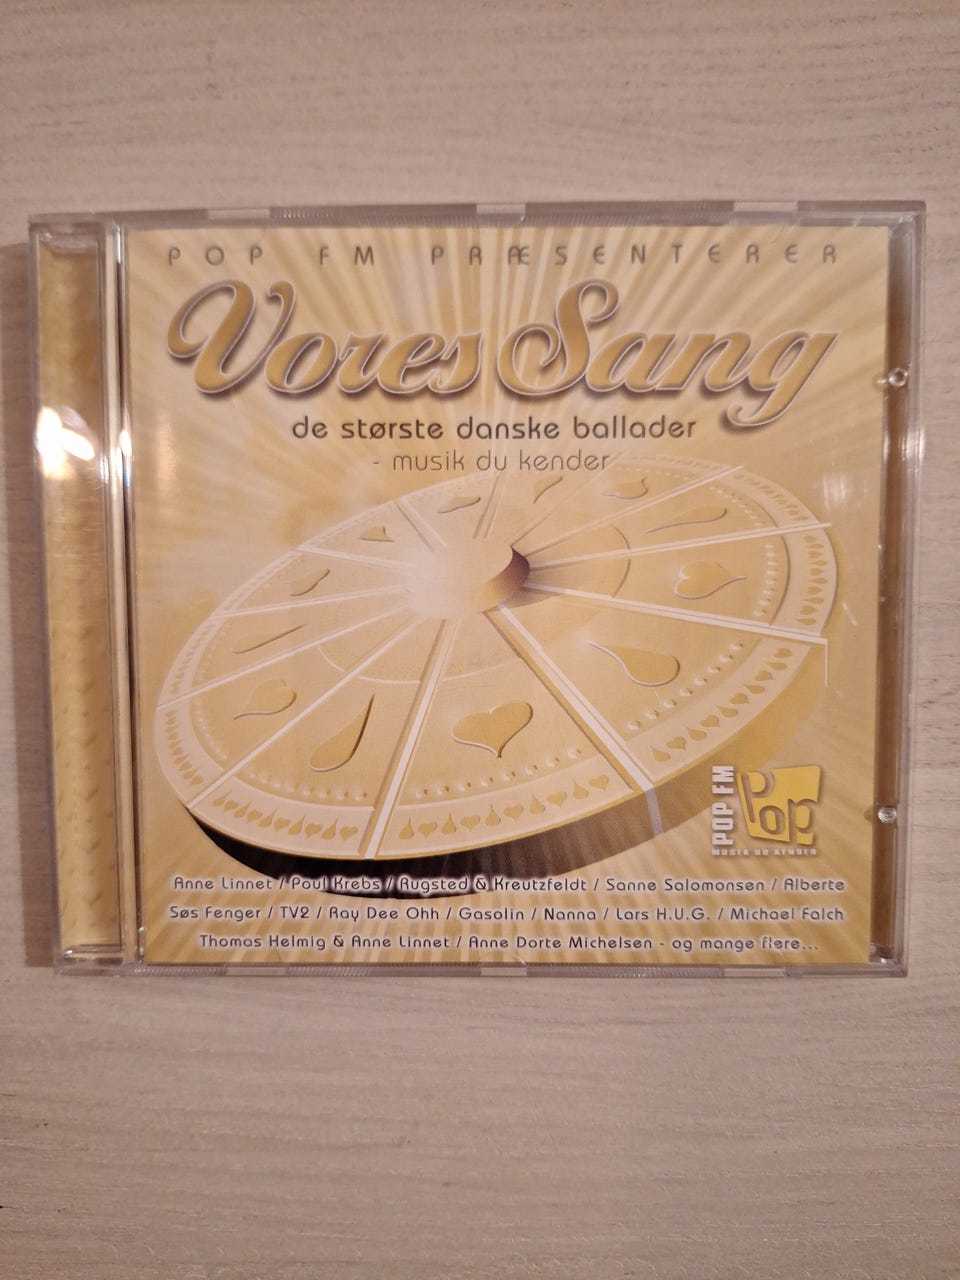 POP FM PRÆSENTERER
Vores Sang
de største danske ballader
- musik du kender
POP FM
Pop
MUSIK DU KENDER
Anne Linnet / Poul Krebs / Rugsted & Kreutzfeldt / Sanne Salomonsen / Alberte
Søs Fenger / TV2 / Ray Dee Ohh / Gasolin / Nanna / Lars H.U.G. / Michael Falch
Thomas Helmig & Anne Linnet / Anne Dorte Michelsen - og mange flere...